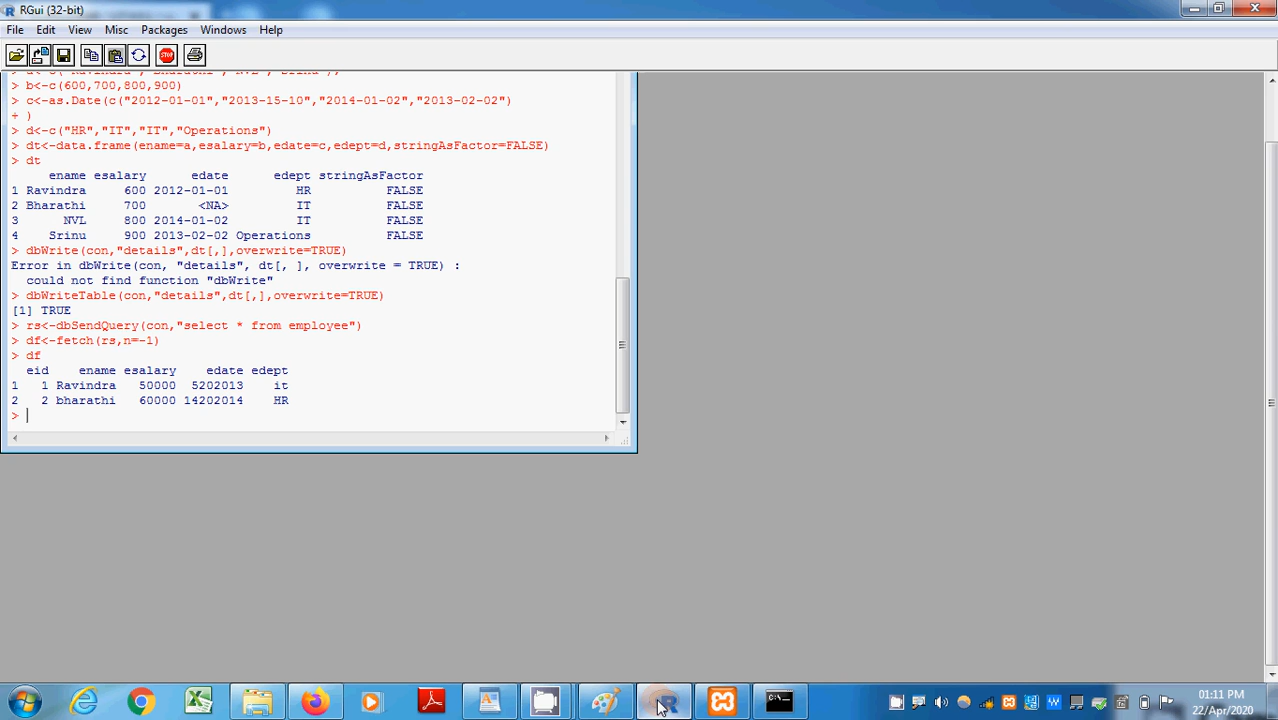 RGui (32-bit)
File Edit View Misc Packages Windows Help
STOP
> b<-c(600,700,800,900)
> c<-as.Date(c("2012-01-01","2013-15-10","2014-01-02","2013-02-02")
+ )
> d<-c("HR","IT","IT","Operations")
> dt<-data.frame(ename=a,esalary=b,edate=c,edept=d,stringAsFactor=FALSE)
> dt
ename esalary edate edept stringAsFactor
1 Ravindra 600 2012-01-01 HR FALSE
2 Bharathi 700 <NA> IT FALSE
3 NVL 800 2014-01-02 IT FALSE
4 Srinu 900 2013-02-02 Operations FALSE
> dbWrite(con,"details",dt[,],overwrite=TRUE)
Error in dbWrite(con, "details", dt[, ], overwrite = TRUE) :
could not find function "dbWrite"
> dbWriteTable(con,"details",dt[,],overwrite=TRUE)
[1] TRUE
> rs<-dbSendQuery(con,"select * from employee")
> df<-fetch(rs,n=-1)
> df
eid ename esalary edate edept
1 1 Ravindra 50000 5202013 it
2 2 bharathi 60000 14202014 HR
>
01:11 PM
22/Apr/2020